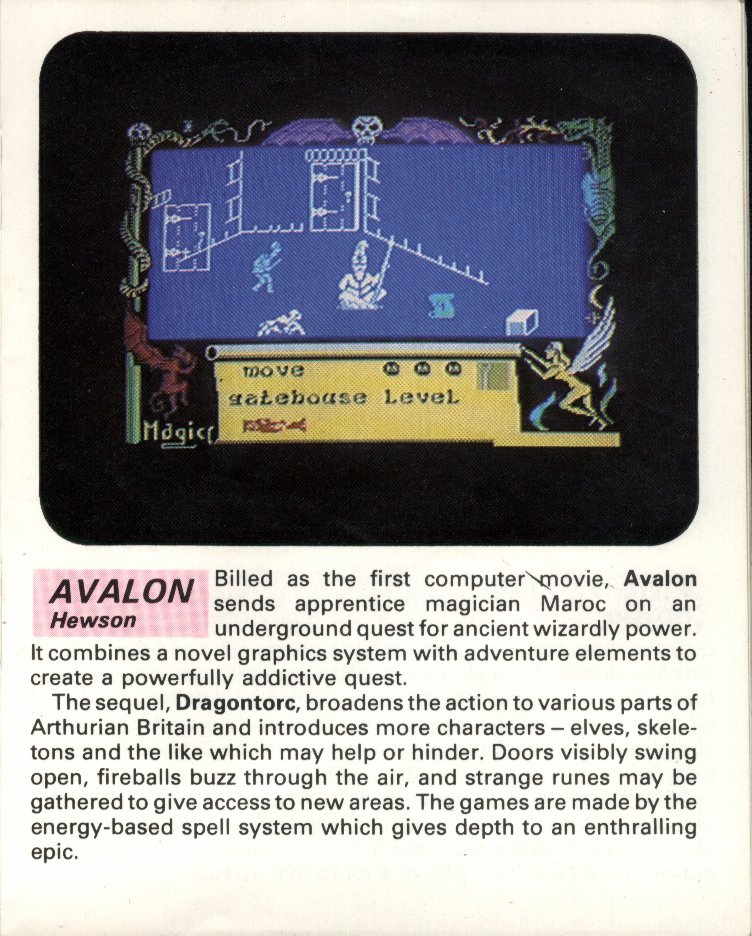 move
gatehouse level
Magic
AVALON
Hewson
Billed as the first computer movie, Avalon
sends apprentice magician Maroc on an
underground quest for ancient wizardly power.
It combines a novel graphics system with adventure elements to
create a powerfully addictive quest.
The sequel, Dragontorc, broadens the action to various parts of
Arthurian Britain and introduces more characters – elves, skele-
tons and the like which may help or hinder. Doors visibly swing
open, fireballs buzz through the air, and strange runes may be
gathered to give access to new areas. The games are made by the
energy-based spell system which gives depth to an enthralling
epic.